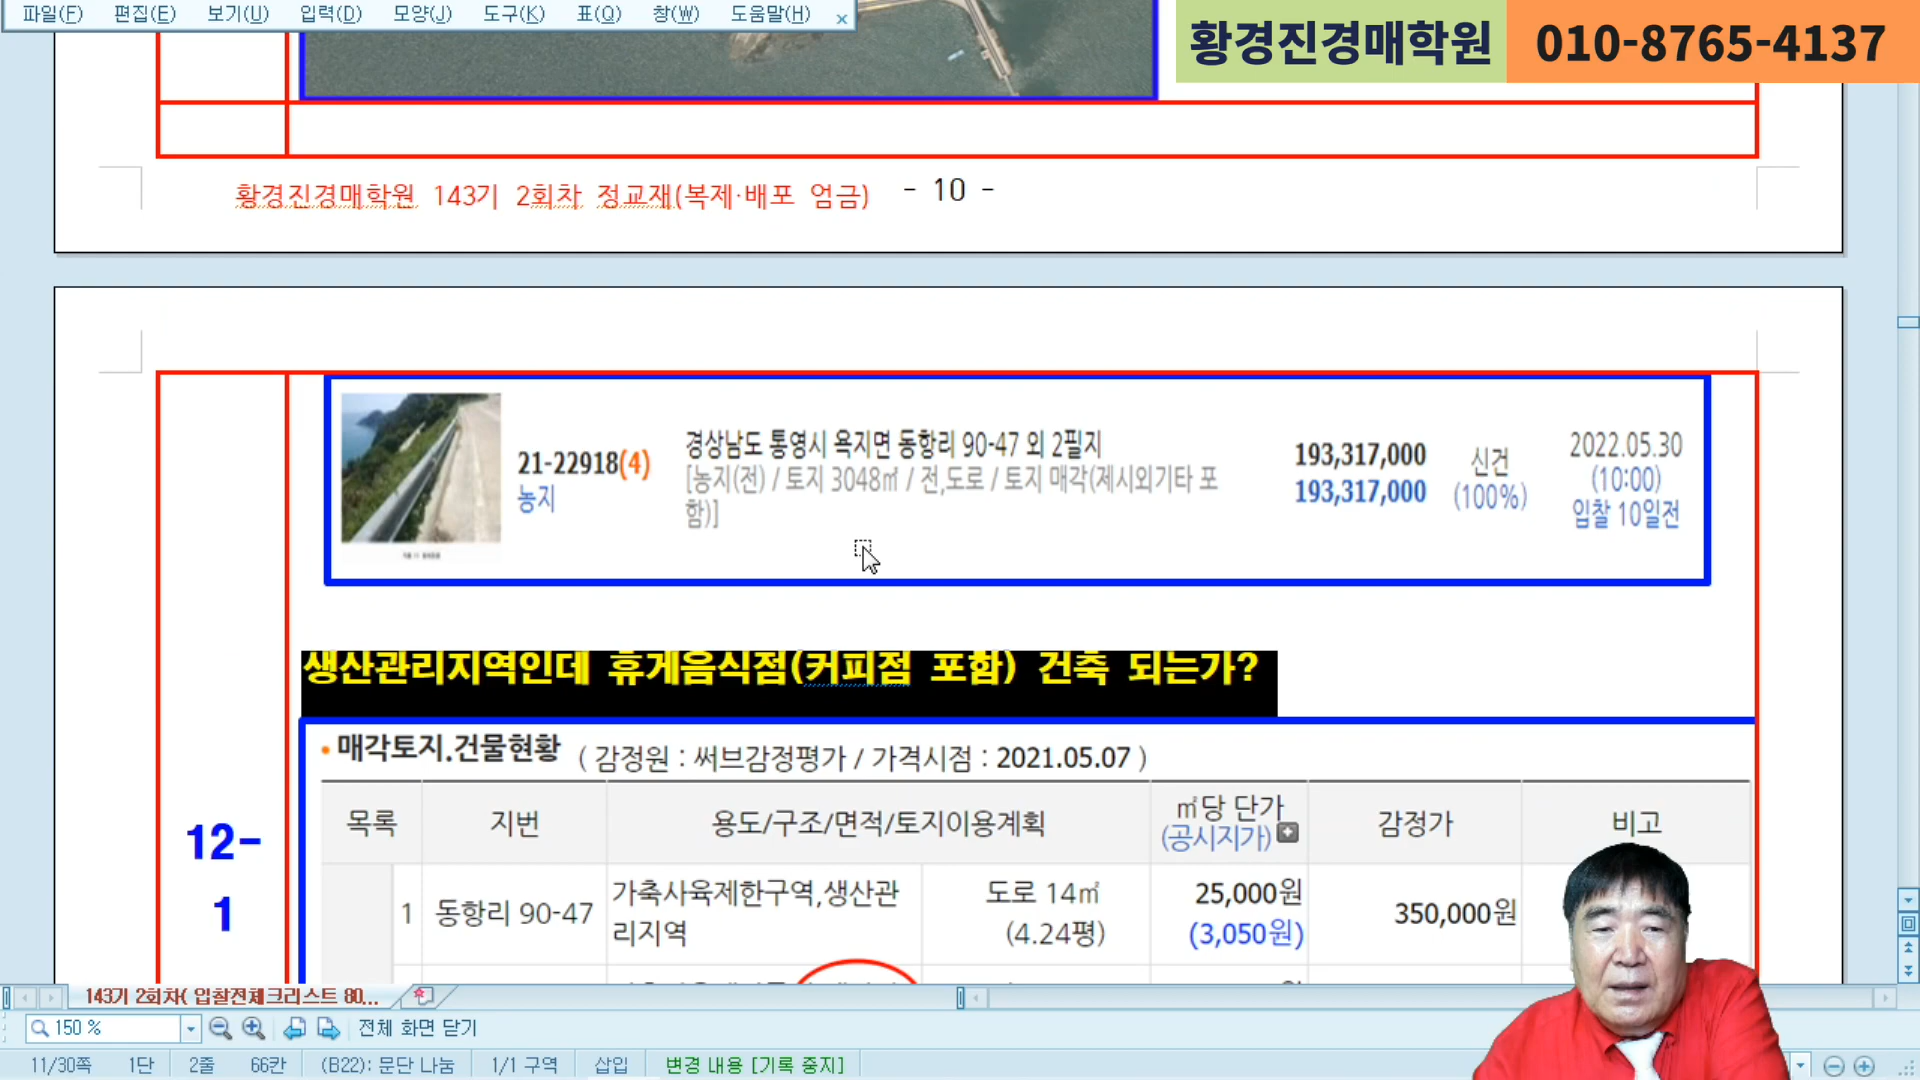 파일(F) 편집(E) 보기(U) 입력(D) 모양(J) 도구(K) 표(Q) 창(W) 도움말(H) x
황경진경매학원 010-8765-4137
황경진경매학원 143기 2회차 정교재(복제·배포 엄금) - 10 -
21-22918(4)
농지
경상남도 통영시 욕지면 동항리 90-47 외 2필지
[농지(전) / 토지 3048㎡ / 전,도로 / 토지 매각(제시외기타 포
함)]
193,317,000
193,317,000
신건
(100%)
2022.05.30
(10:00)
입찰 10일전
생산관리지역인데 휴게음식점(커피점 포함) 건축 되는가?
12-
1
• 매각토지.건물현황 ( 감정원 : 써브감정평가 / 가격시점 : 2021.05.07 )
목록 지번 용도/구조/면적/토지이용계획 ㎡당 단가 (공시지가) 감정가 비고
1 동항리 90-47 가축사육제한구역,생산관
리지역
도로 14㎡
(4.24평)
25,000원
(3,050원)
350,000원
143기 2회차( 입찰전체크리스트 80...
150 % 전체 화면 닫기
11/30쪽 1단 2줄 66칸 (B22): 문단 나눔 1/1 구역 삽입 변경 내용 [기록 중지]